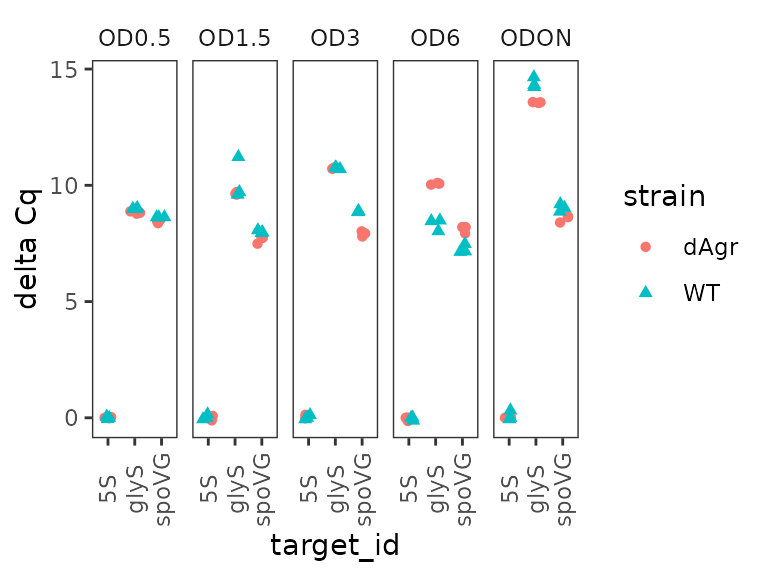 OD0.5 OD1.5 OD3 OD6 ODON
15
10
5
0
delta Cq
5S glyS spoVG 5S glyS spoVG 5S glyS spoVG 5S glyS spoVG 5S glyS spoVG
target_id
strain
dAgr
WT